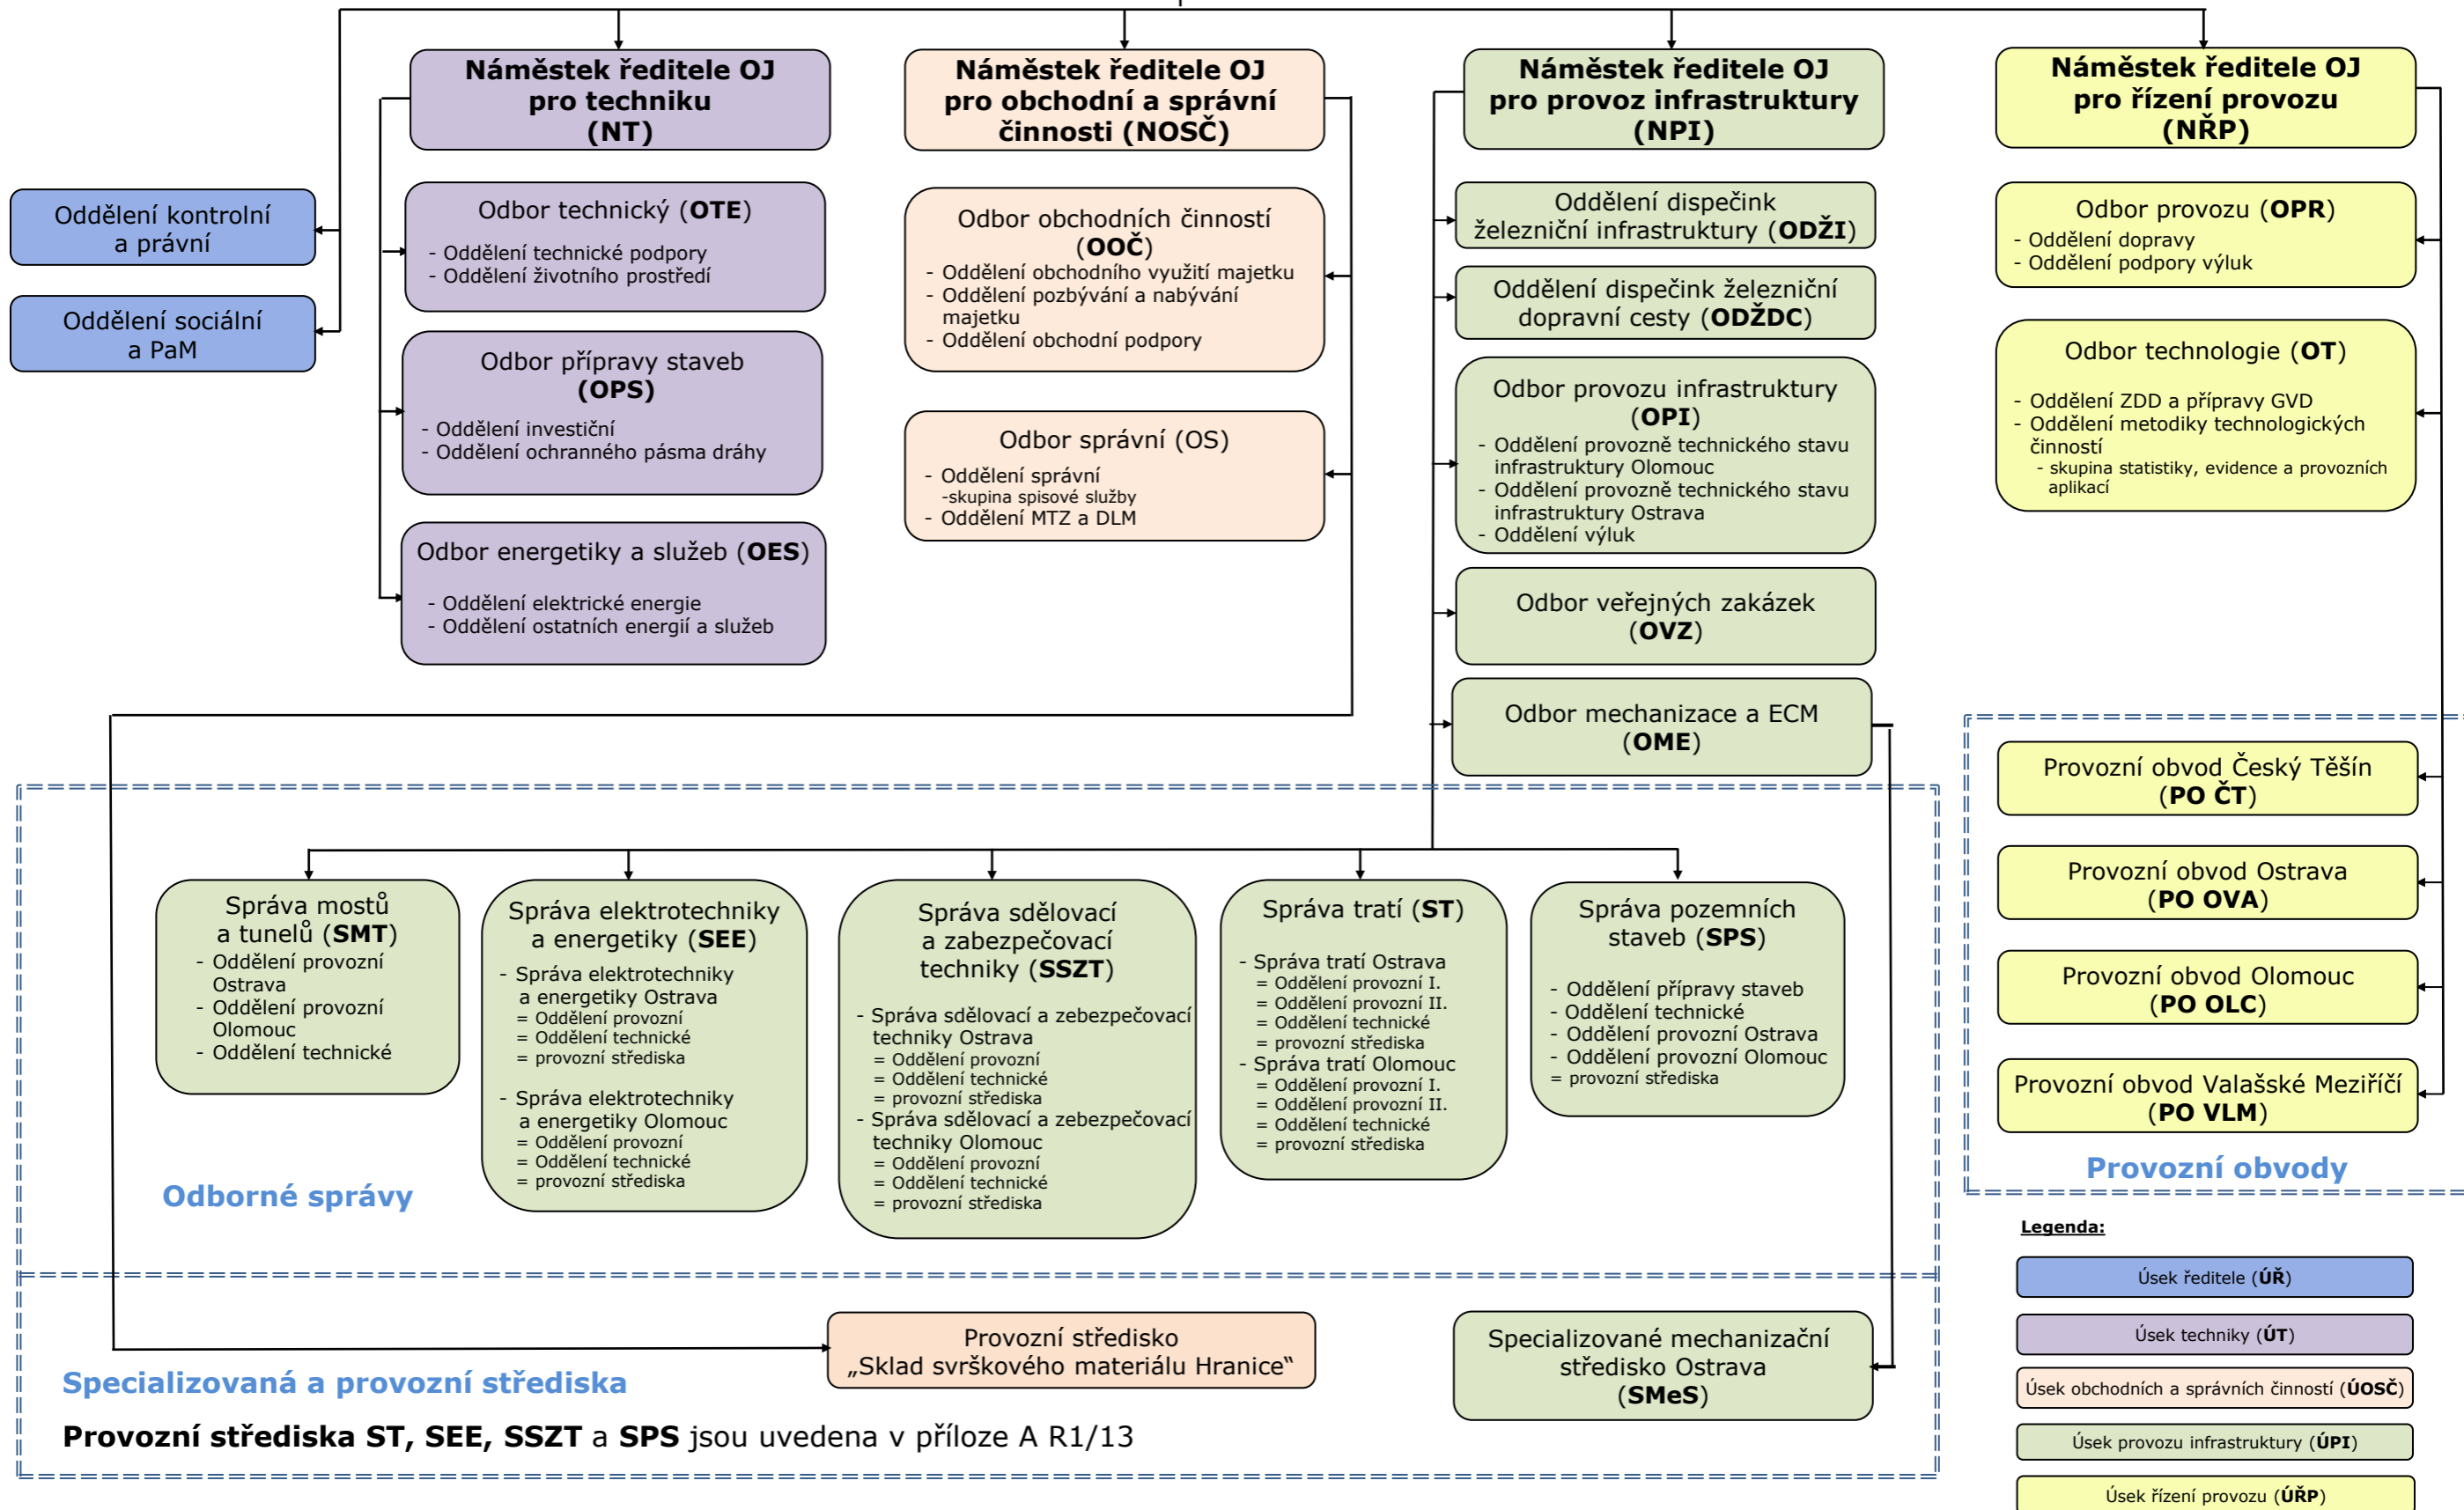 Náměstek ředitele OJ
pro techniku
(NT)
Náměstek ředitele OJ
pro obchodní a správní
činnosti (NOSČ)
Náměstek ředitele OJ
pro provoz infrastruktury
(NPI)
Náměstek ředitele OJ
pro řízení provozu
(NŘP)
Oddělení kontrolní
a právní
Oddělení sociální
a PaM
Odbor technický (OTE)
- Oddělení technické podpory
- Oddělení životního prostředí
Odbor přípravy staveb
(OPS)
- Oddělení investiční
- Oddělení ochranného pásma dráhy
Odbor energetiky a služeb (OES)
- Oddělení elektrické energie
- Oddělení ostatních energií a služeb
Odbor obchodních činností
(OOČ)
- Oddělení obchodního využití majetku
- Oddělení pozbývání a nabývání
majetku
- Oddělení obchodní podpory
Odbor správní (OS)
- Oddělení správní
-skupina spisové služby
- Oddělení MTZ a DLM
Oddělení dispečink
železniční infrastruktury (ODŽI)
Oddělení dispečink železniční
dopravní cesty (ODŽDC)
Odbor provozu infrastruktury
(OPI)
- Oddělení provozně technického stavu
infrastruktury Olomouc
- Oddělení provozně technického stavu
infrastruktury Ostrava
- Oddělení výluk
Odbor veřejných zakázek
(OVZ)
Odbor mechanizace a ECM
(OME)
Odbor provozu (OPR)
- Oddělení dopravy
- Oddělení podpory výluk
Odbor technologie (OT)
- Oddělení ZDD a přípravy GVD
- Oddělení metodiky technologických
činností
- skupina statistiky, evidence a provozních
aplikací
Provozní obvod Český Těšín
(PO ČT)
Provozní obvod Ostrava
(PO OVA)
Provozní obvod Olomouc
(PO OLC)
Provozní obvod Valašské Meziříčí
(PO VLM)
Provozní obvody
Správa mostů
a tunelů (SMT)
- Oddělení provozní
Ostrava
- Oddělení provozní
Olomouc
- Oddělení technické
Správa elektrotechniky
a energetiky (SEE)
- Správa elektrotechniky
a energetiky Ostrava
= Oddělení provozní
= Oddělení technické
= provozní střediska
- Správa elektrotechniky
a energetiky Olomouc
= Oddělení provozní
= Oddělení technické
= provozní střediska
Správa sdělovací
a zabezpečovací
techniky (SSZT)
- Správa sdělovací a zebezpečovací
techniky Ostrava
= Oddělení provozní
= Oddělení technické
= provozní střediska
- Správa sdělovací a zebezpečovací
techniky Olomouc
= Oddělení provozní
= Oddělení technické
= provozní střediska
Správa tratí (ST)
- Správa tratí Ostrava
= Oddělení provozní I.
= Oddělení provozní II.
= Oddělení technické
= provozní střediska
- Správa tratí Olomouc
= Oddělení provozní I.
= Oddělení provozní II.
= Oddělení technické
= provozní střediska
Správa pozemních
staveb (SPS)
- Oddělení přípravy staveb
- Oddělení technické
- Oddělení provozní Ostrava
- Oddělení provozní Olomouc
= provozní střediska
Odborné správy
Provozní středisko
„Sklad svrškového materiálu Hranice“
Specializované mechanizační
středisko Ostrava
(SMeS)
Specializovaná a provozní střediska
Provozní střediska ST, SEE, SSZT a SPS jsou uvedena v příloze A R1/13
Legenda:
Úsek ředitele (ÚŘ)
Úsek techniky (ÚT)
Úsek obchodních a správních činností (ÚOSČ)
Úsek provozu infrastruktury (ÚPI)
Úsek řízení provozu (ÚŘP)